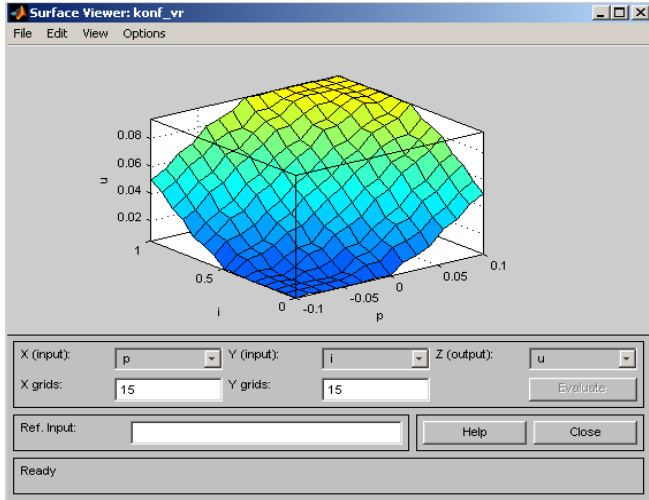 Surface Viewer: konf_vr
File Edit View Options
0.08
0.06
0.04
0.02
u
1
0.5
0
i
-0.1
-0.05
0
0.05
0.1
p
X (input): p Y (input): i Z (output): u
X grids: 15 Y grids: 15 Evaluate
Ref. Input: Help Close
Ready